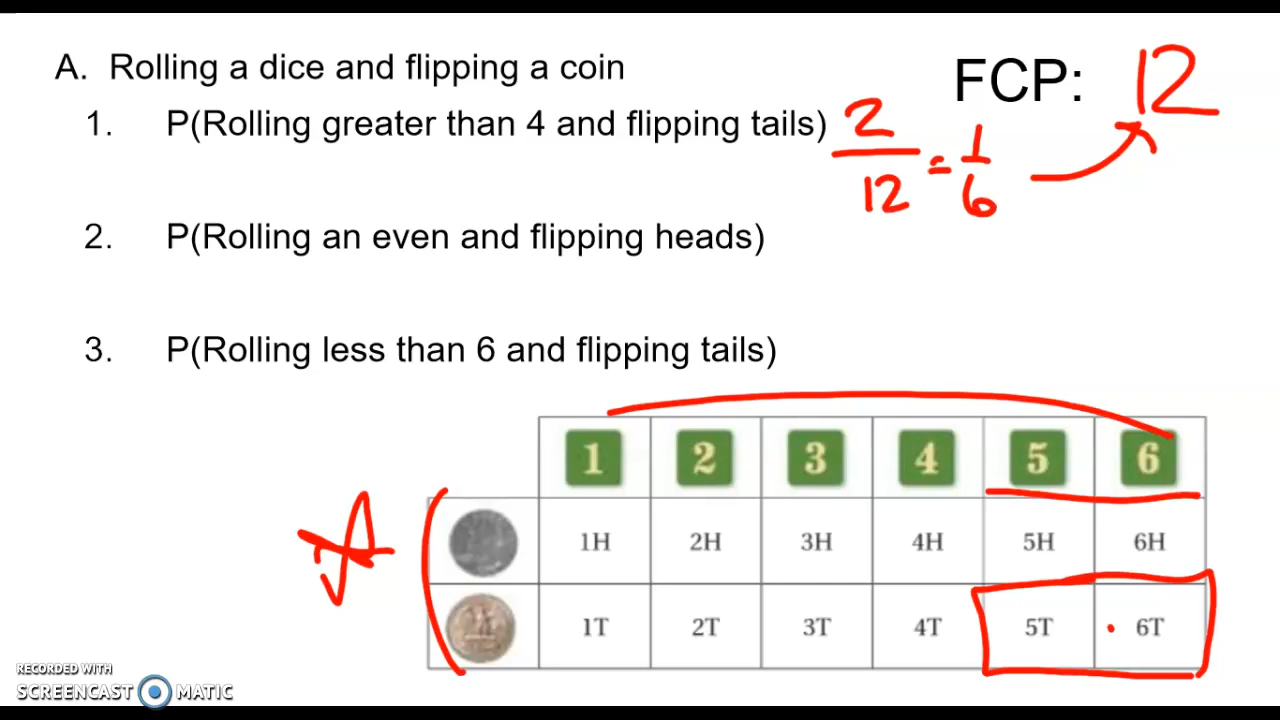 A. Rolling a dice and flipping a coin
FCP: 12
1. P(Rolling greater than 4 and flipping tails) 2/12 = 1/6
2. P(Rolling an even and flipping heads)
3. P(Rolling less than 6 and flipping tails)
1 2 3 4 5 6
1H 2H 3H 4H 5H 6H
1T 2T 3T 4T 5T 6T
RECORDED WITH
SCREENCAST MATIC